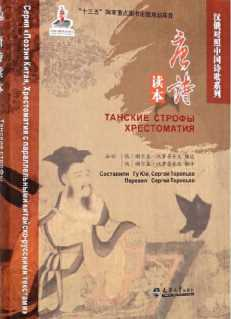 "十三五"国家重点图书出版规划项目
汉俄对照中国诗歌系列
唐诗
读本
ТАНСКИЕ СТРОФЫ
ХРЕСТОМАТИЯ
Составили Гу Юй, Сергей Торопцев
Перевел Сергей Торопцев
Серия «Поэзия Китая. Хрестоматия с параллельными китайско-русскими текстами»
ТАНСКИЕ СТРОФЫ